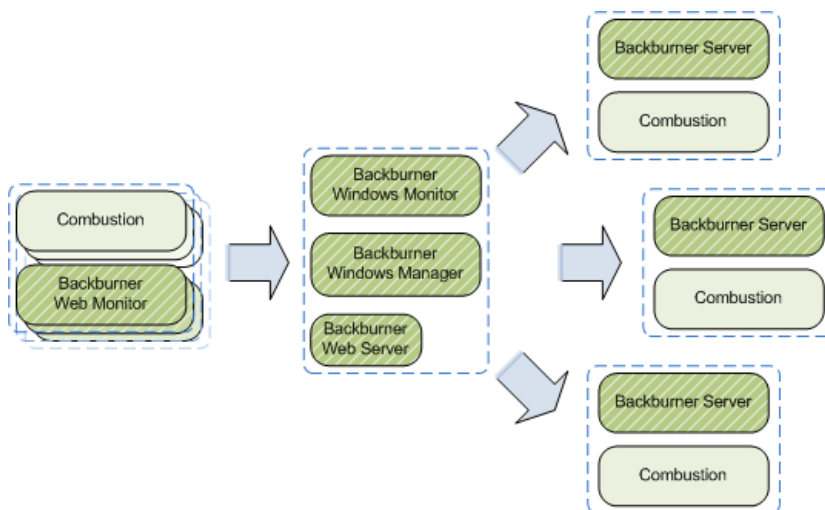 Combustion
Backburner
Web Monitor
Backburner
Windows Monitor
Backburner
Windows Manager
Backburner
Web Server
Backburner Server
Combustion
Backburner Server
Combustion
Backburner Server
Combustion